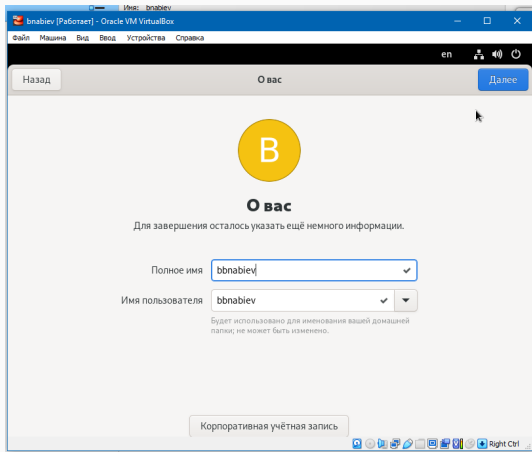 Имя: bnabiev
bnabiev [Работает] - Oracle VM VirtualBox
Файл Машина Вид Ввод Устройства Справка
en
Назад О вас Далее
B
О вас
Для завершения осталось указать ещё немного информации.
Полное имя bbnabiev
Имя пользователя bbnabiev
Будет использовано для именования вашей домашней
папки; не может быть изменено.
Корпоративная учётная запись
Right Ctrl